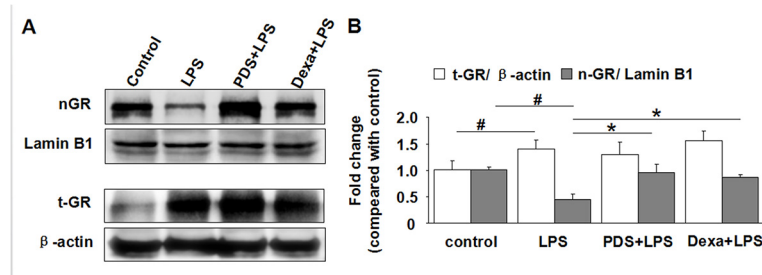 A
Control
LPS
PDS+LPS
Dexa+LPS
nGR
Lamin B1
t-GR
β-actin
B
t-GR/ β-actin
n-GR/ Lamin B1
Fold change
(compeared with control)
2.0
1.5
1.0
0.5
0
#
#
*
*
control
LPS
PDS+LPS
Dexa+LPS